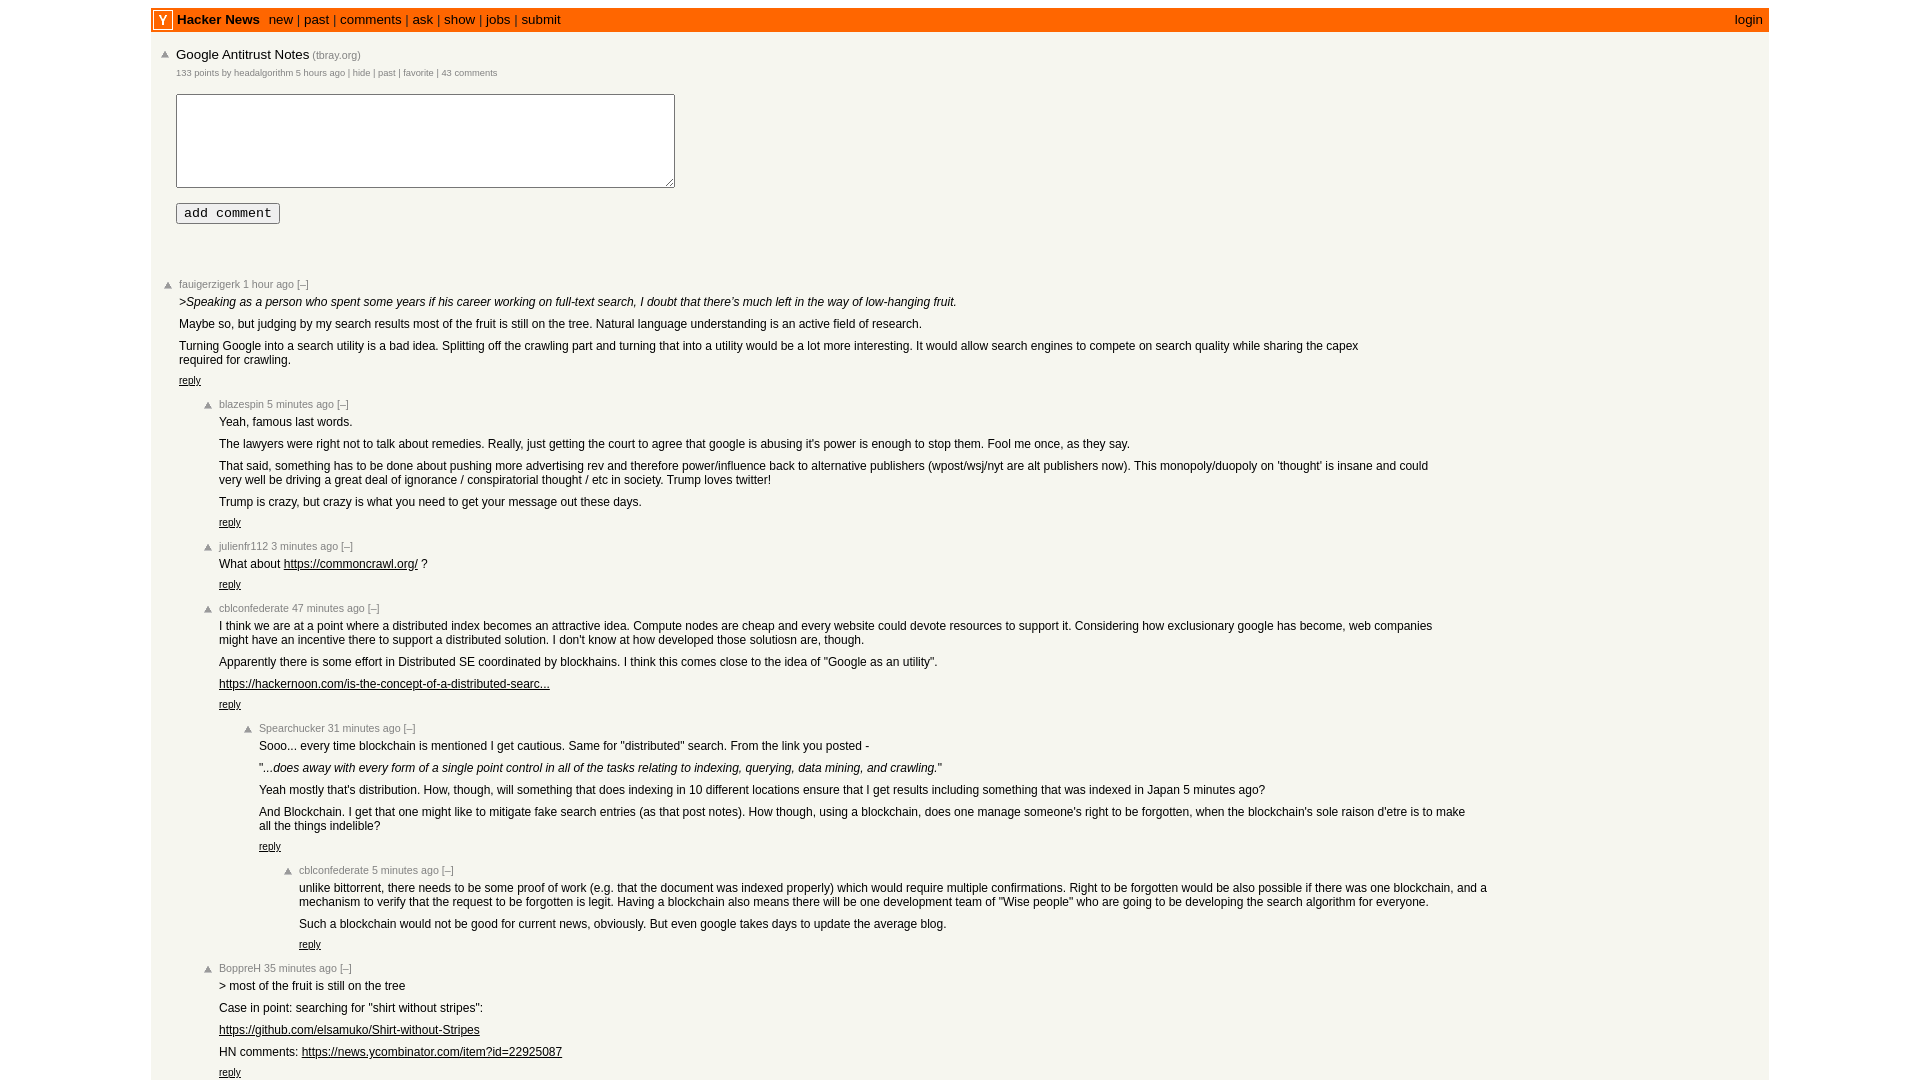 Y Hacker News new | past | comments | ask | show | jobs | submit login
Google Antitrust Notes (tbray.org)
133 points by headalgorithm 5 hours ago | hide | past | favorite | 43 comments
add comment
fauigerzigerk 1 hour ago [–]
>Speaking as a person who spent some years if his career working on full-text search, I doubt that there’s much left in the way of low-hanging fruit.
Maybe so, but judging by my search results most of the fruit is still on the tree. Natural language understanding is an active field of research.
Turning Google into a search utility is a bad idea. Splitting off the crawling part and turning that into a utility would be a lot more interesting. It would allow search engines to compete on search quality while sharing the capex
required for crawling.
reply
blazespin 5 minutes ago [–]
Yeah, famous last words.
The lawyers were right not to talk about remedies. Really, just getting the court to agree that google is abusing it's power is enough to stop them. Fool me once, as they say.
That said, something has to be done about pushing more advertising rev and therefore power/influence back to alternative publishers (wpost/wsj/nyt are alt publishers now). This monopoly/duopoly on 'thought' is insane and could
very well be driving a great deal of ignorance / conspiratorial thought / etc in society. Trump loves twitter!
Trump is crazy, but crazy is what you need to get your message out these days.
reply
julienfr112 3 minutes ago [–]
What about https://commoncrawl.org/ ?
reply
cblconfederate 47 minutes ago [–]
I think we are at a point where a distributed index becomes an attractive idea. Compute nodes are cheap and every website could devote resources to support it. Considering how exclusionary google has become, web companies
might have an incentive there to support a distributed solution. I don't know at how developed those solutiosn are, though.
Apparently there is some effort in Distributed SE coordinated by blockhains. I think this comes close to the idea of "Google as an utility".
https://hackernoon.com/is-the-concept-of-a-distributed-searc...
reply
Spearchucker 31 minutes ago [–]
Sooo... every time blockchain is mentioned I get cautious. Same for "distributed" search. From the link you posted -
"...does away with every form of a single point control in all of the tasks relating to indexing, querying, data mining, and crawling."
Yeah mostly that's distribution. How, though, will something that does indexing in 10 different locations ensure that I get results including something that was indexed in Japan 5 minutes ago?
And Blockchain. I get that one might like to mitigate fake search entries (as that post notes). How though, using a blockchain, does one manage someone's right to be forgotten, when the blockchain's sole raison d'etre is to make
all the things indelible?
reply
cblconfederate 5 minutes ago [–]
unlike bittorrent, there needs to be some proof of work (e.g. that the document was indexed properly) which would require multiple confirmations. Right to be forgotten would be also possible if there was one blockchain, and a
mechanism to verify that the request to be forgotten is legit. Having a blockchain also means there will be one development team of "Wise people" who are going to be developing the search algorithm for everyone.
Such a blockchain would not be good for current news, obviously. But even google takes days to update the average blog.
reply
BoppreH 35 minutes ago [–]
> most of the fruit is still on the tree
Case in point: searching for "shirt without stripes":
https://github.com/elsamuko/Shirt-without-Stripes
HN comments: https://news.ycombinator.com/item?id=22925087
reply